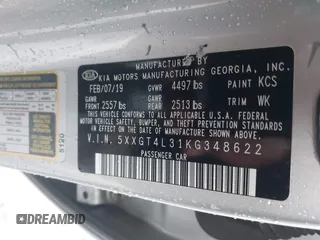 MANUFACTURED BY
KIA KIA MOTORS MANUFACTURING GEORGIA, INC.
FEB/07/19 GVWR 4497 lbs PAINT KCS
GAWR FRONT 2557 lbs GAWR REAR 2513 lbs TRIM WK
THIS VEHICLE CONFORMS TO ALL APPLICABLE FEDERAL
MOTOR VEHICLE SAFETY, BUMPER, AND THEFT PREVENTION
STANDARDS IN EFFECT ON THE DATE OF MANUFACTURE SHOWN ABOVE.
V.I.N. 5XXGT4L31KG348622
PASSENGER CAR
5120
DREAMBID